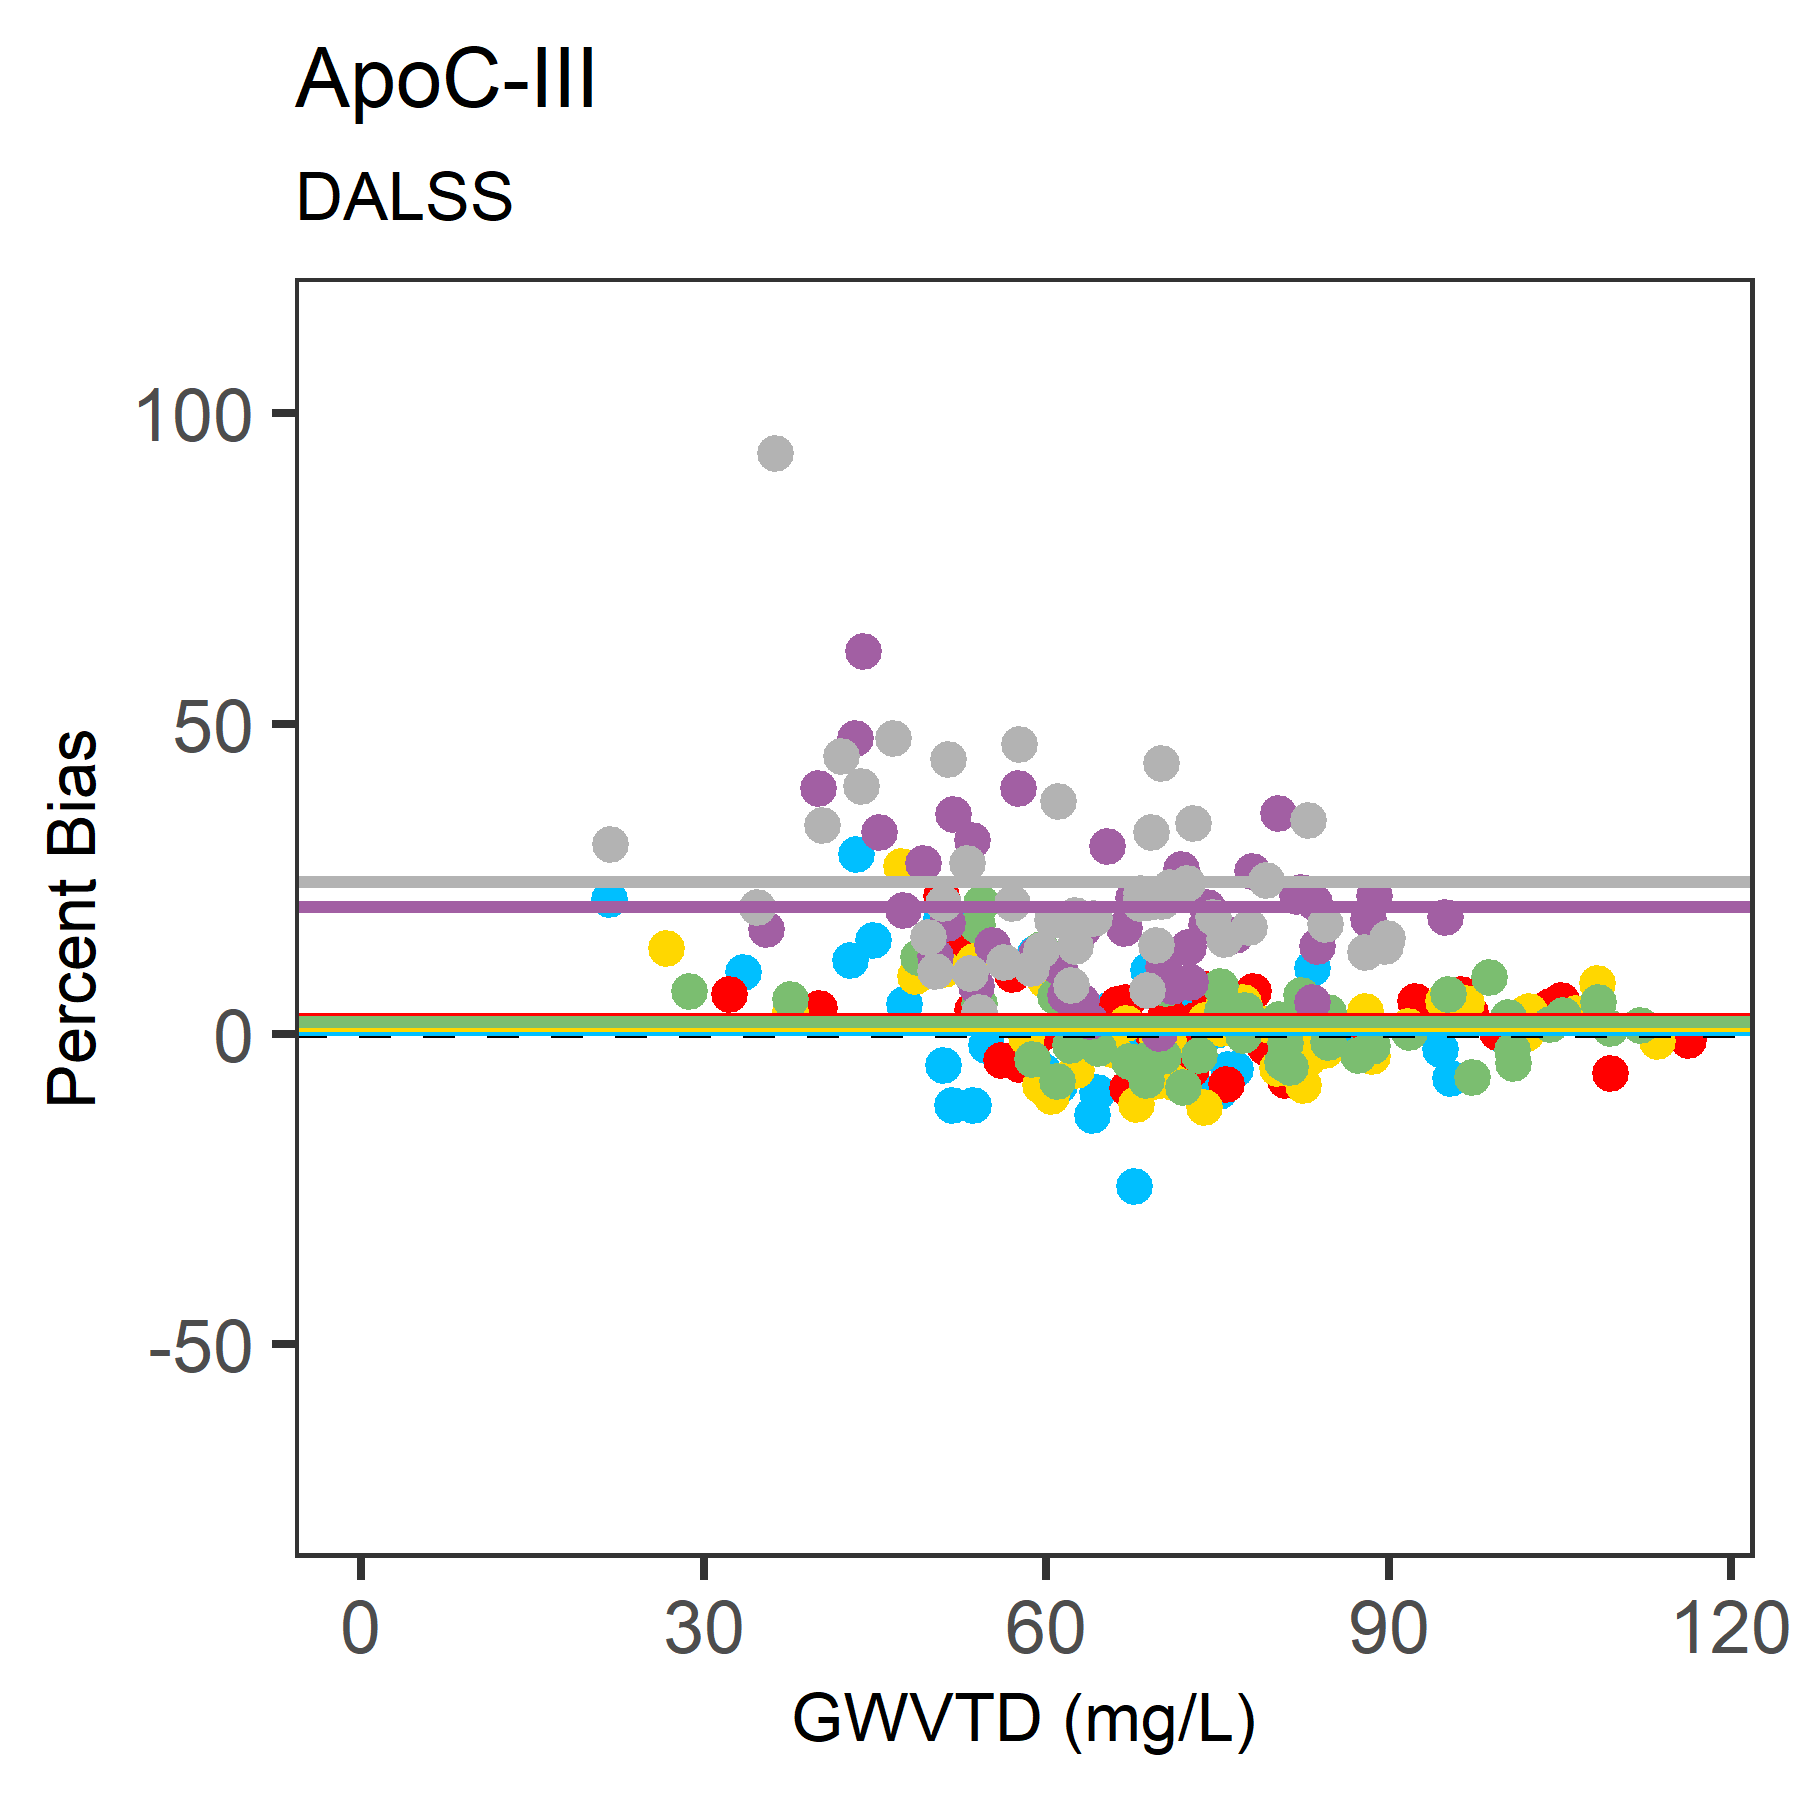 ApoC-III
DALSS
Percent Bias
100
50
0
-50
0 30 60 90 120
GWVTD (mg/L)